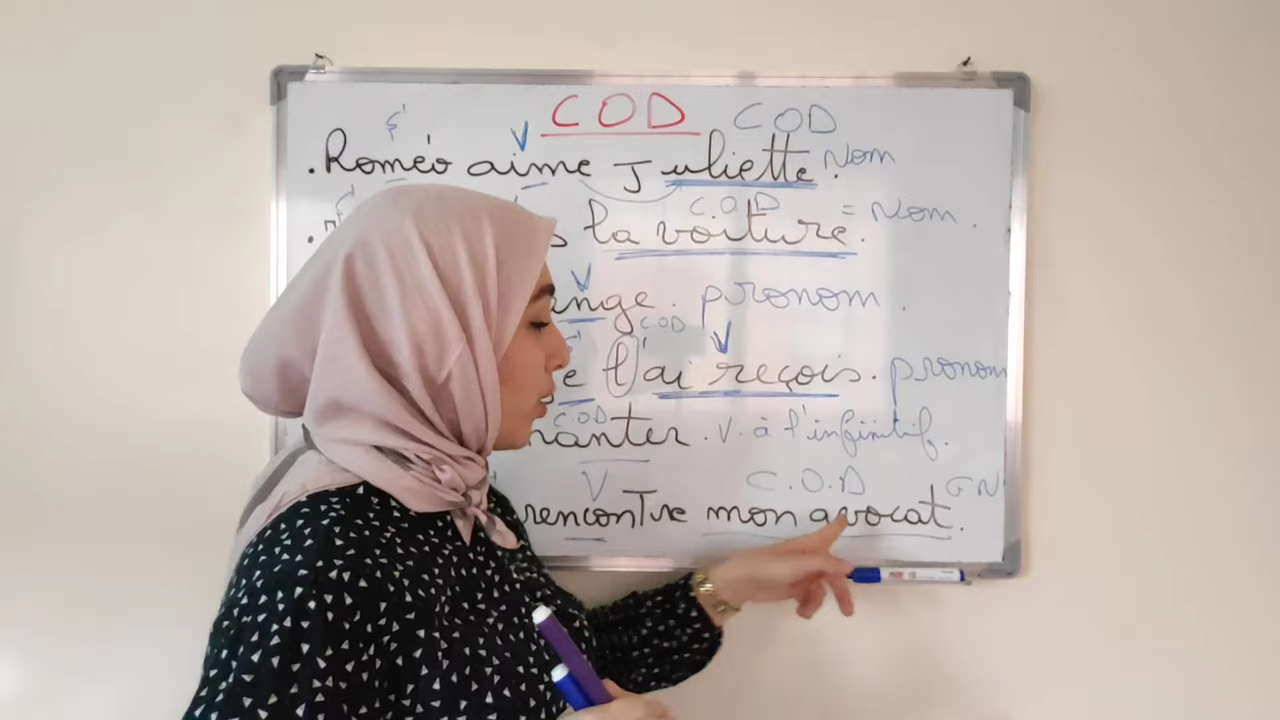 COD COD
S' V
.Roméo aime Juliette. Nom
C.O.D = Nom.
la voiture.
V
ange. pronom.
COD V
e l'ai reçois. pronom
COD
hanter. V. à l'infinitif.
V C.O.D GN
rencontre mon avocat.